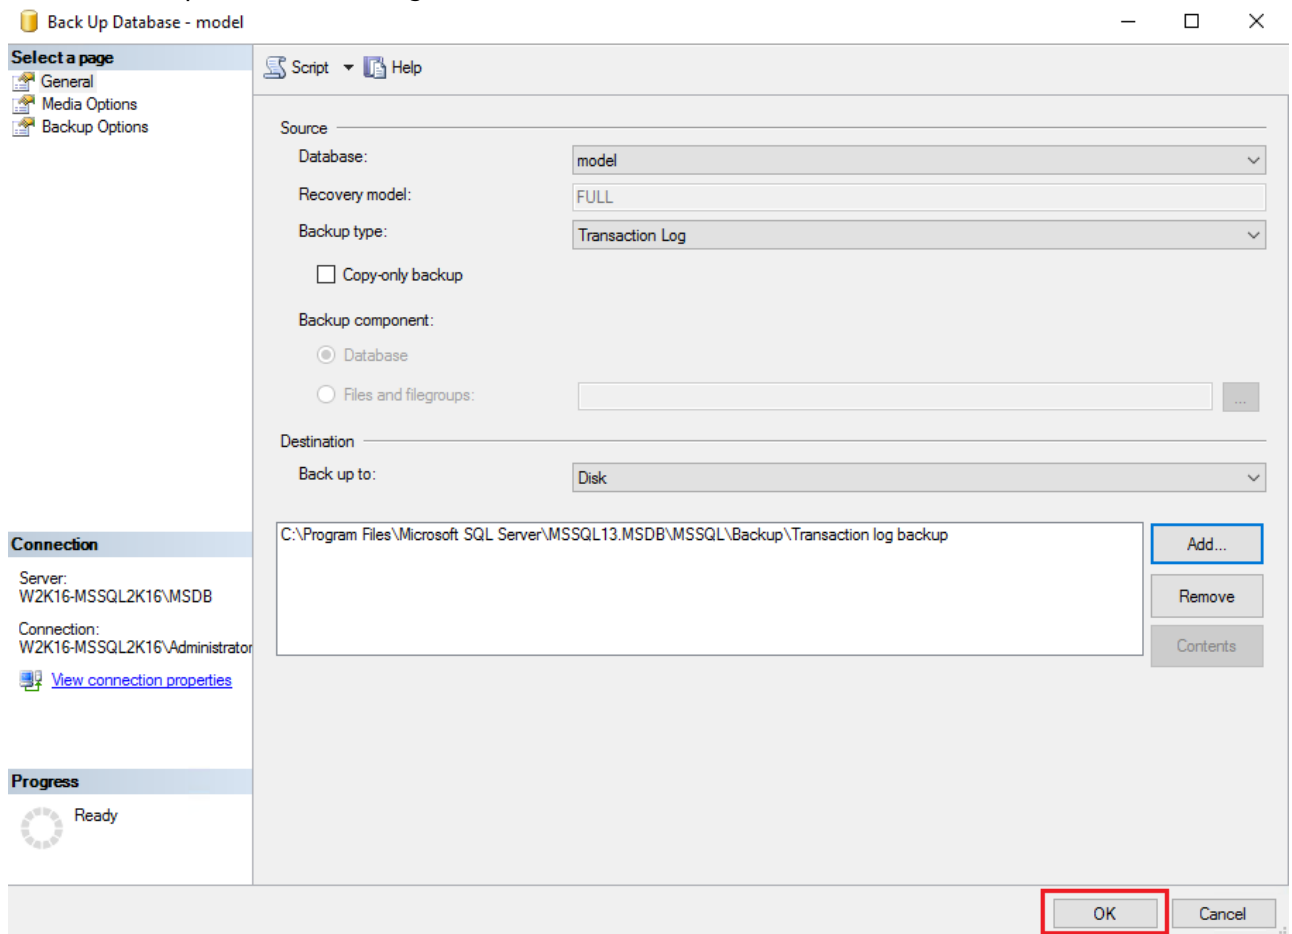 Back Up Database - model
Select a page
General
Media Options
Backup Options
Script
Help
Source
Database:
model
Recovery model:
FULL
Backup type:
Transaction Log
Copy-only backup
Backup component:
Database
Files and filegroups:
...
Destination
Back up to:
Disk
C:\Program Files\Microsoft SQL Server\MSSQL13.MSDB\MSSQL\Backup\Transaction log backup
Add...
Remove
Contents
Connection
Server:
W2K16-MSSQL2K16\MSDB
Connection:
W2K16-MSSQL2K16\Administrator
View connection properties
Progress
Ready
OK
Cancel